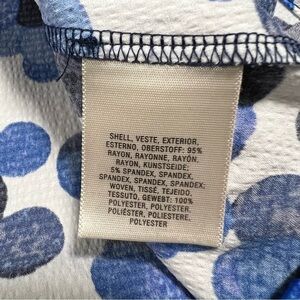 SHELL, VESTE, EXTERIOR,
ESTERNO, OBERSTOFF: 95%
RAYON, RAYONNE, RAYÓN,
RAYON, KUNSTSEIDE;
5% SPANDEX, SPANDEX,
SPANDEX, SPANDEX, SPANDEX;
WOVEN, TISSÉ, TEJIDO,
TESSUTO, GEWEBT: 100%
POLYESTER, POLYESTER,
POLIÉSTER, POLIESTERE,
POLYESTER